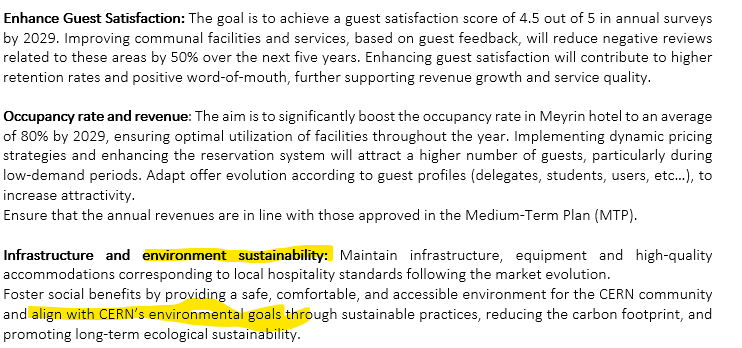 Enhance Guest Satisfaction: The goal is to achieve a guest satisfaction score of 4.5 out of 5 in annual surveys
by 2029. Improving communal facilities and services, based on guest feedback, will reduce negative reviews
related to these areas by 50% over the next five years. Enhancing guest satisfaction will contribute to higher
retention rates and positive word-of-mouth, further supporting revenue growth and service quality.
Occupancy rate and revenue: The aim is to significantly boost the occupancy rate in Meyrin hotel to an average
of 80% by 2029, ensuring optimal utilization of facilities throughout the year. Implementing dynamic pricing
strategies and enhancing the reservation system will attract a higher number of guests, particularly during
low-demand periods. Adapt offer evolution according to guest profiles (delegates, students, users, etc...), to
increase attractivity.
Ensure that the annual revenues are in line with those approved in the Medium-Term Plan (MTP).
Infrastructure and environment sustainability: Maintain infrastructure, equipment and high-quality
accommodations corresponding to local hospitality standards following the market evolution.
Foster social benefits by providing a safe, comfortable, and accessible environment for the CERN community
and align with CERN's environmental goals through sustainable practices, reducing the carbon footprint, and
promoting long-term ecological sustainability.